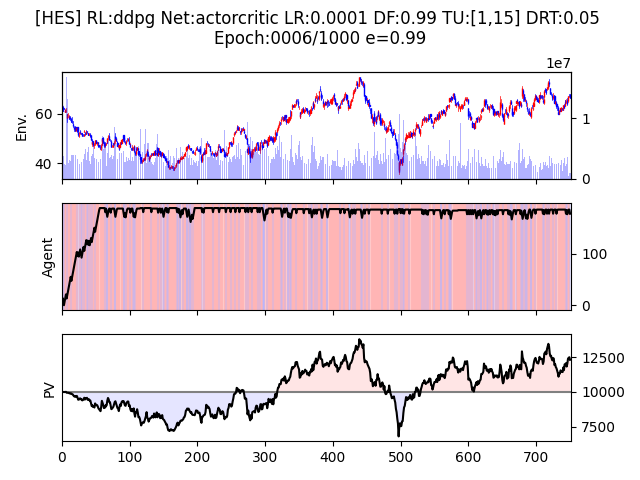 [HES] RL:ddpg Net:actorcritic LR:0.0001 DF:0.99 TU:[1,15] DRT:0.05
Epoch:0006/1000 e=0.99
1e7
Env.
60
40
1
0
Agent
100
0
PV
12500
10000
7500
0 100 200 300 400 500 600 700